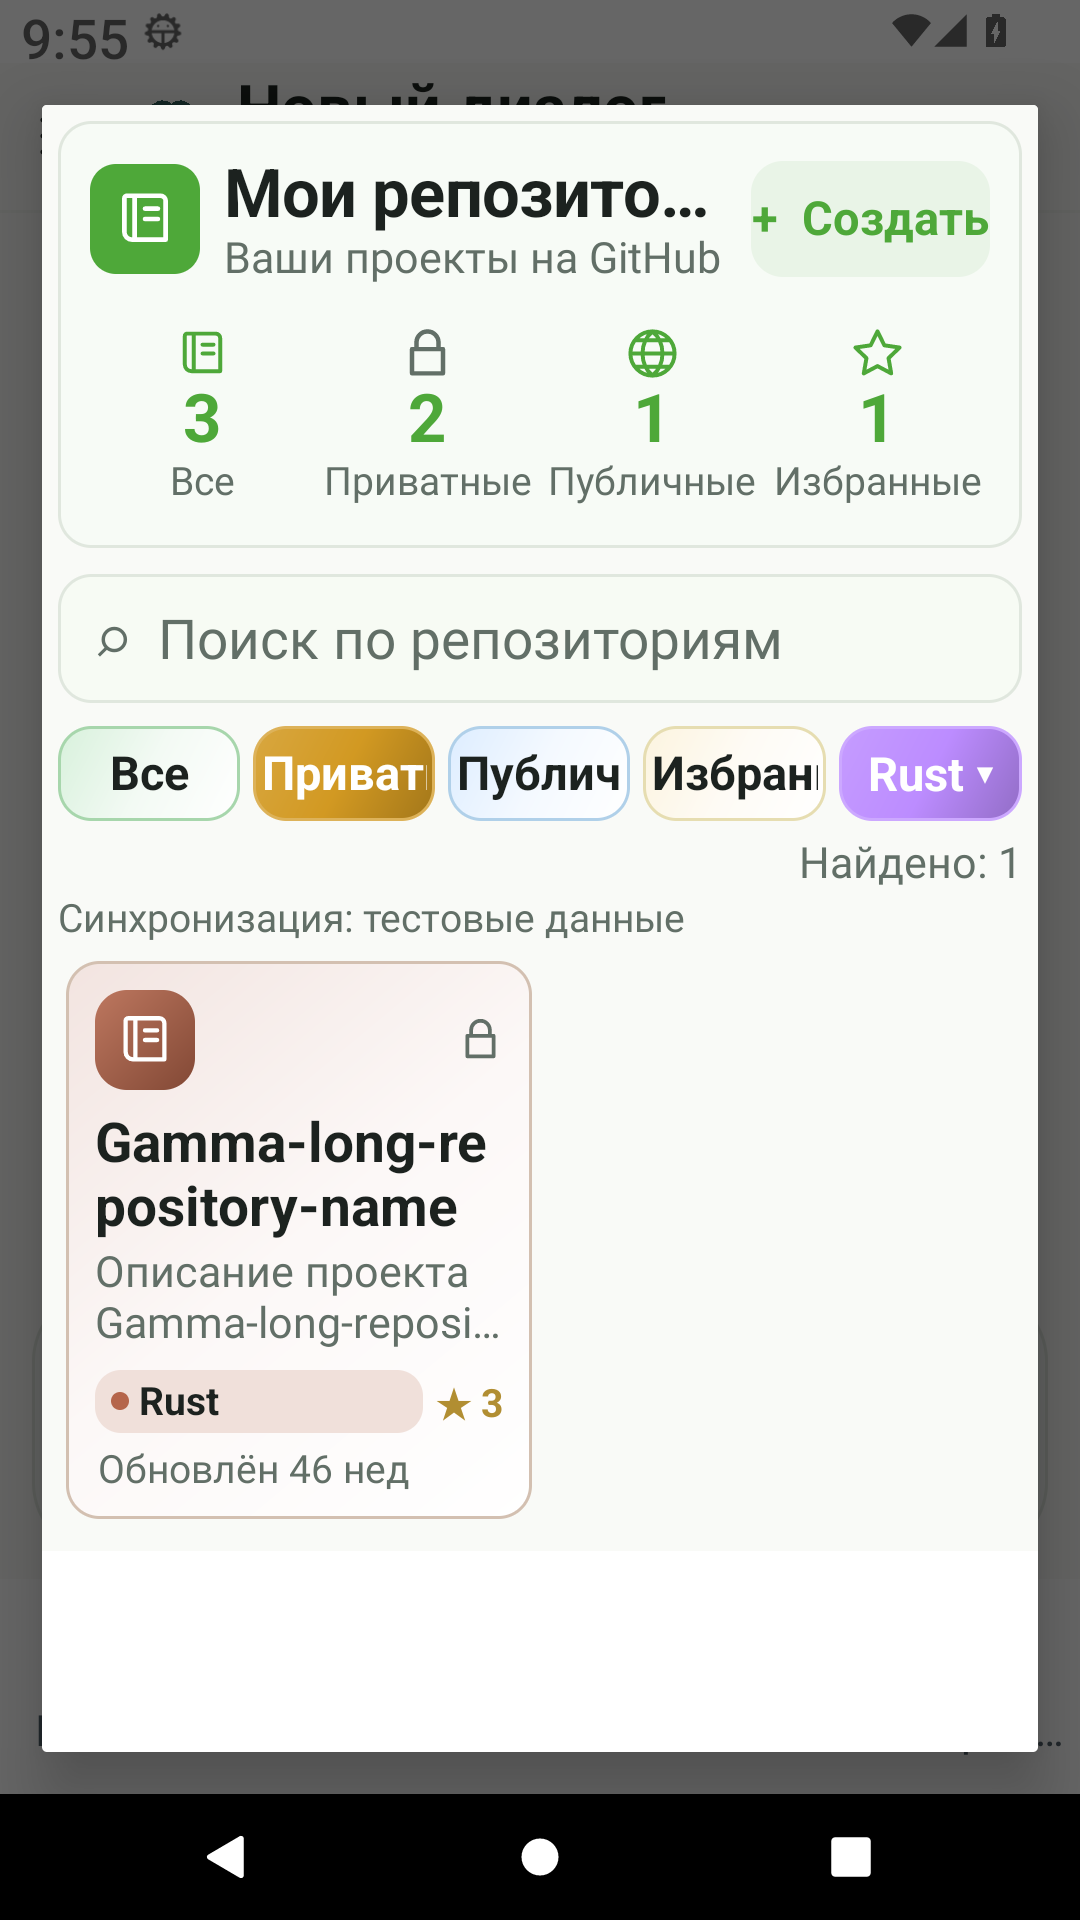 9:55
Новый диалог
Мои репозито...
Ваши проекты на GitHub
+ Создать
3
2
1
1
Все
Приватные
Публичные
Избранные
Поиск по репозиториям
Все
Приват
Публич
Избран
Rust ▼
Найдено: 1
Синхронизация: тестовые данные
Gamma-long-re
pository-name
Описание проекта
Gamma-long-reposi...
Rust
★ 3
Обновлён 46 нед